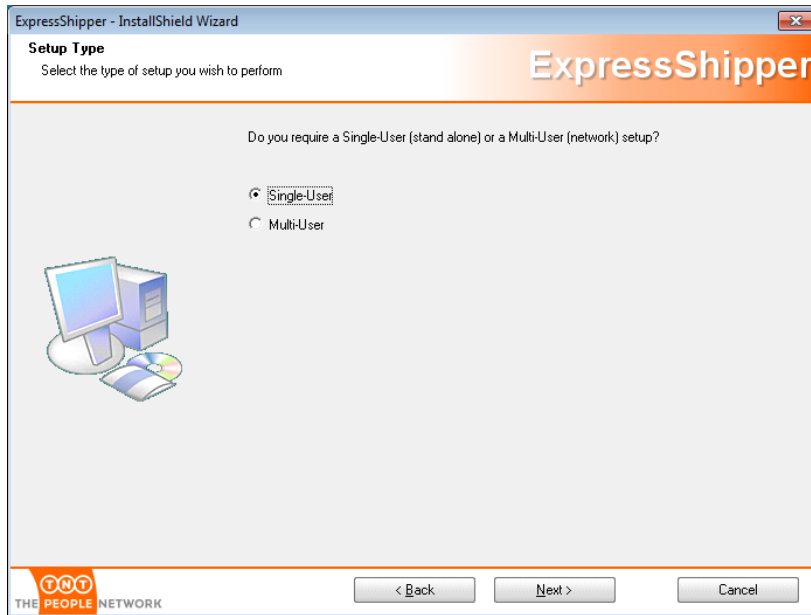 ExpressShipper - InstallShield Wizard
Setup Type
Select the type of setup you wish to perform
ExpressShipper
Do you require a Single-User (stand alone) or a Multi-User (network) setup?
Single-User
Multi-User
TNT
THE PEOPLE NETWORK
< Back
Next >
Cancel